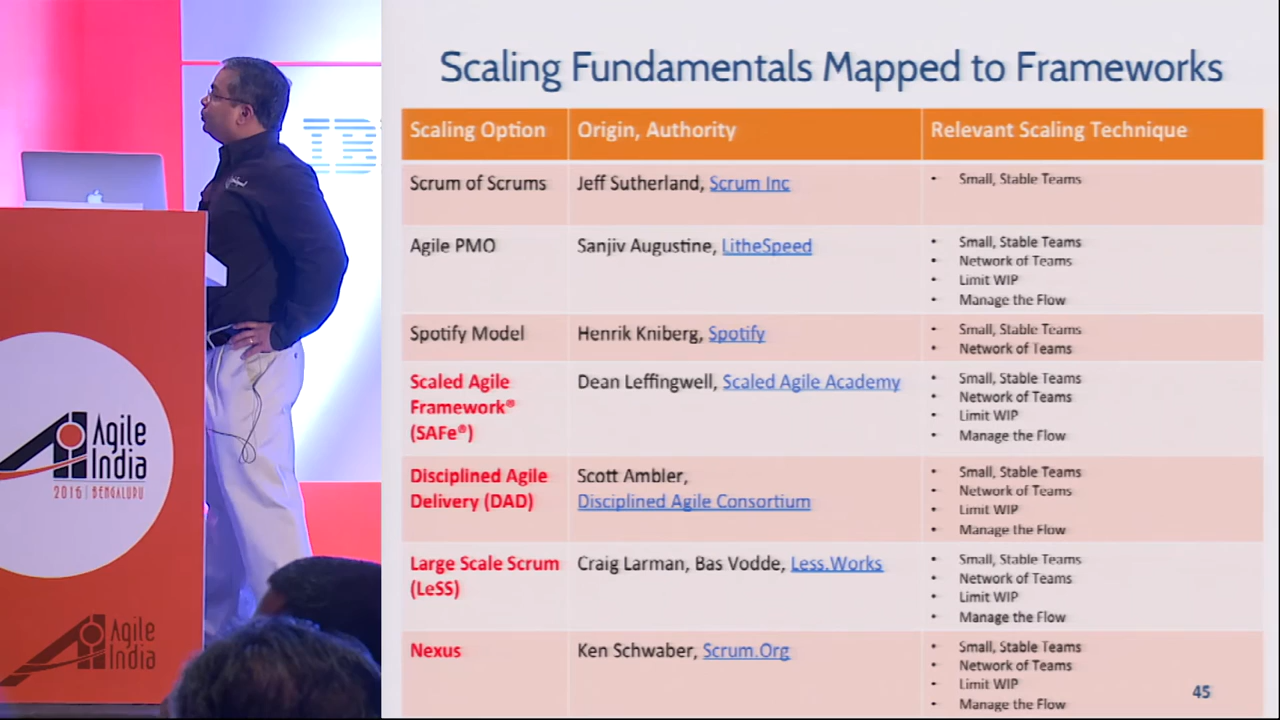 IB
Agile
India
2016 | BENGALURU
Agile
India
Scaling Fundamentals Mapped to Frameworks
Scaling Option Origin, Authority Relevant Scaling Technique
Scrum of Scrums Jeff Sutherland, Scrum Inc • Small, Stable Teams
Agile PMO Sanjiv Augustine, LitheSpeed • Small, Stable Teams
• Network of Teams
• Limit WIP
• Manage the Flow
Spotify Model Henrik Kniberg, Spotify • Small, Stable Teams
• Network of Teams
Scaled Agile Dean Leffingwell, Scaled Agile Academy • Small, Stable Teams
Framework® • Network of Teams
(SAFe®) • Limit WIP
• Manage the Flow
Disciplined Agile Scott Ambler, • Small, Stable Teams
Delivery (DAD) Disciplined Agile Consortium • Network of Teams
• Limit WIP
• Manage the Flow
Large Scale Scrum Craig Larman, Bas Vodde, Less.Works • Small, Stable Teams
(LeSS) • Network of Teams
• Limit WIP
• Manage the Flow
Nexus Ken Schwaber, Scrum.Org • Small, Stable Teams
• Network of Teams
• Limit WIP
• Manage the Flow
45